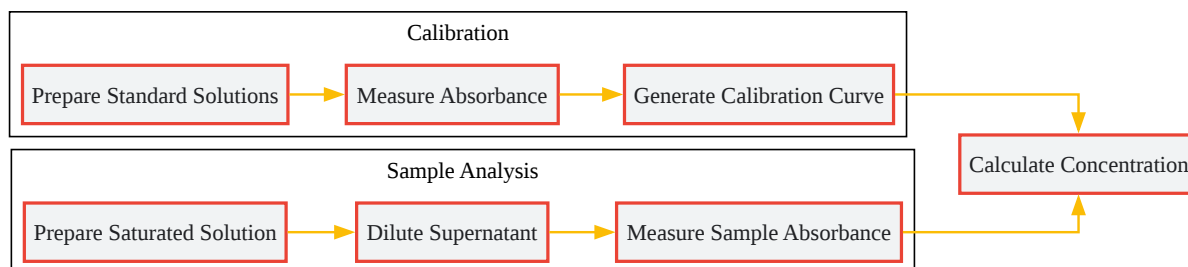 Calibration
Prepare Standard Solutions
Measure Absorbance
Generate Calibration Curve
Calculate Concentration
Sample Analysis
Prepare Saturated Solution
Dilute Supernatant
Measure Sample Absorbance